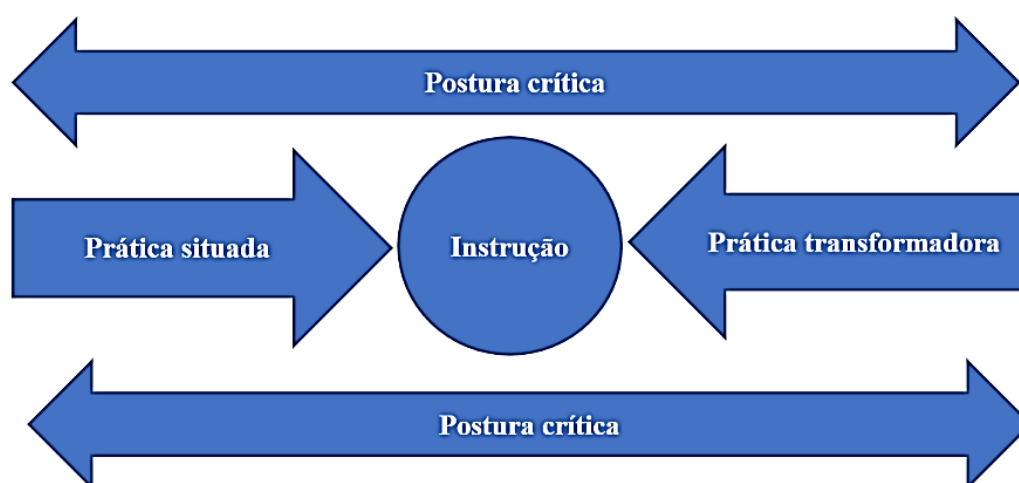 Postura crítica
Prática situada
Instrução
Prática transformadora
Postura crítica